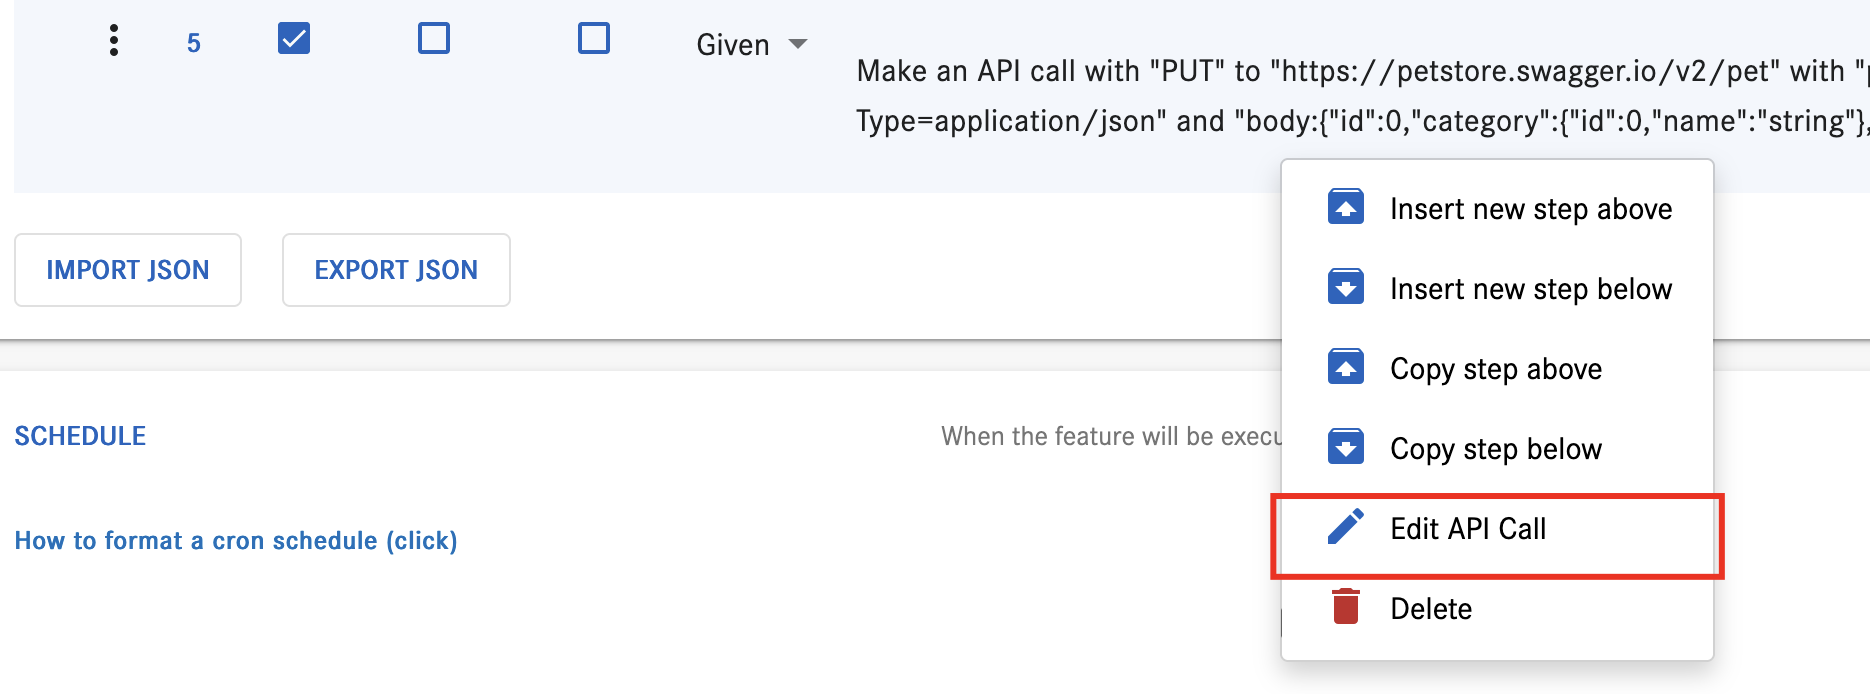 5
Given
Make an API call with "PUT" to "https://petstore.swagger.io/v2/pet" with "
Type=application/json" and "body:{"id":0,"category":{"id":0,"name":"string"},
Insert new step above
Insert new step below
Copy step above
Copy step below
Edit API Call
Delete
IMPORT JSON
EXPORT JSON
SCHEDULE
When the feature will be execu
How to format a cron schedule (click)